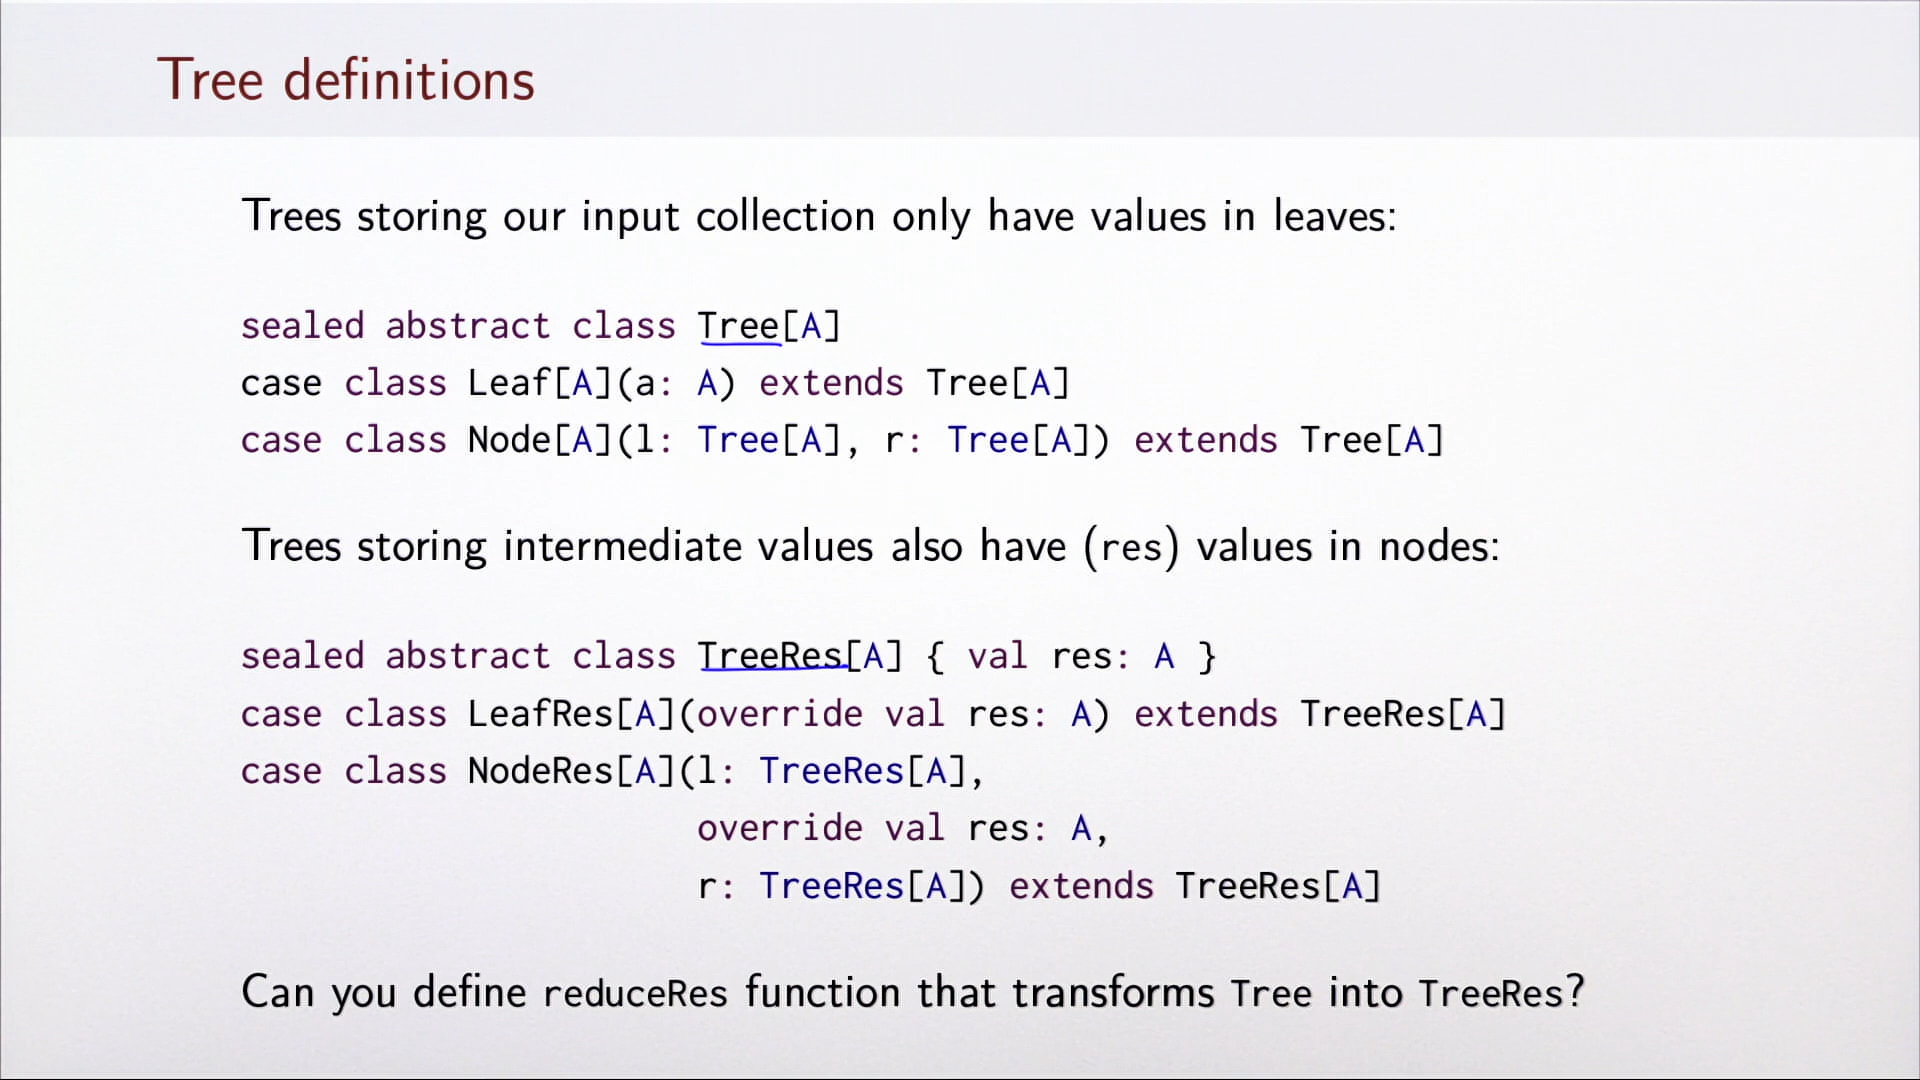 Tree definitions
Trees storing our input collection only have values in leaves:
sealed abstract class Tree[A]
case class Leaf[A](a: A) extends Tree[A]
case class Node[A](l: Tree[A], r: Tree[A]) extends Tree[A]
Trees storing intermediate values also have (res) values in nodes:
sealed abstract class TreeRes[A] { val res: A }
case class LeafRes[A](override val res: A) extends TreeRes[A]
case class NodeRes[A](l: TreeRes[A],
override val res: A,
r: TreeRes[A]) extends TreeRes[A]
Can you define reduceRes function that transforms Tree into TreeRes?